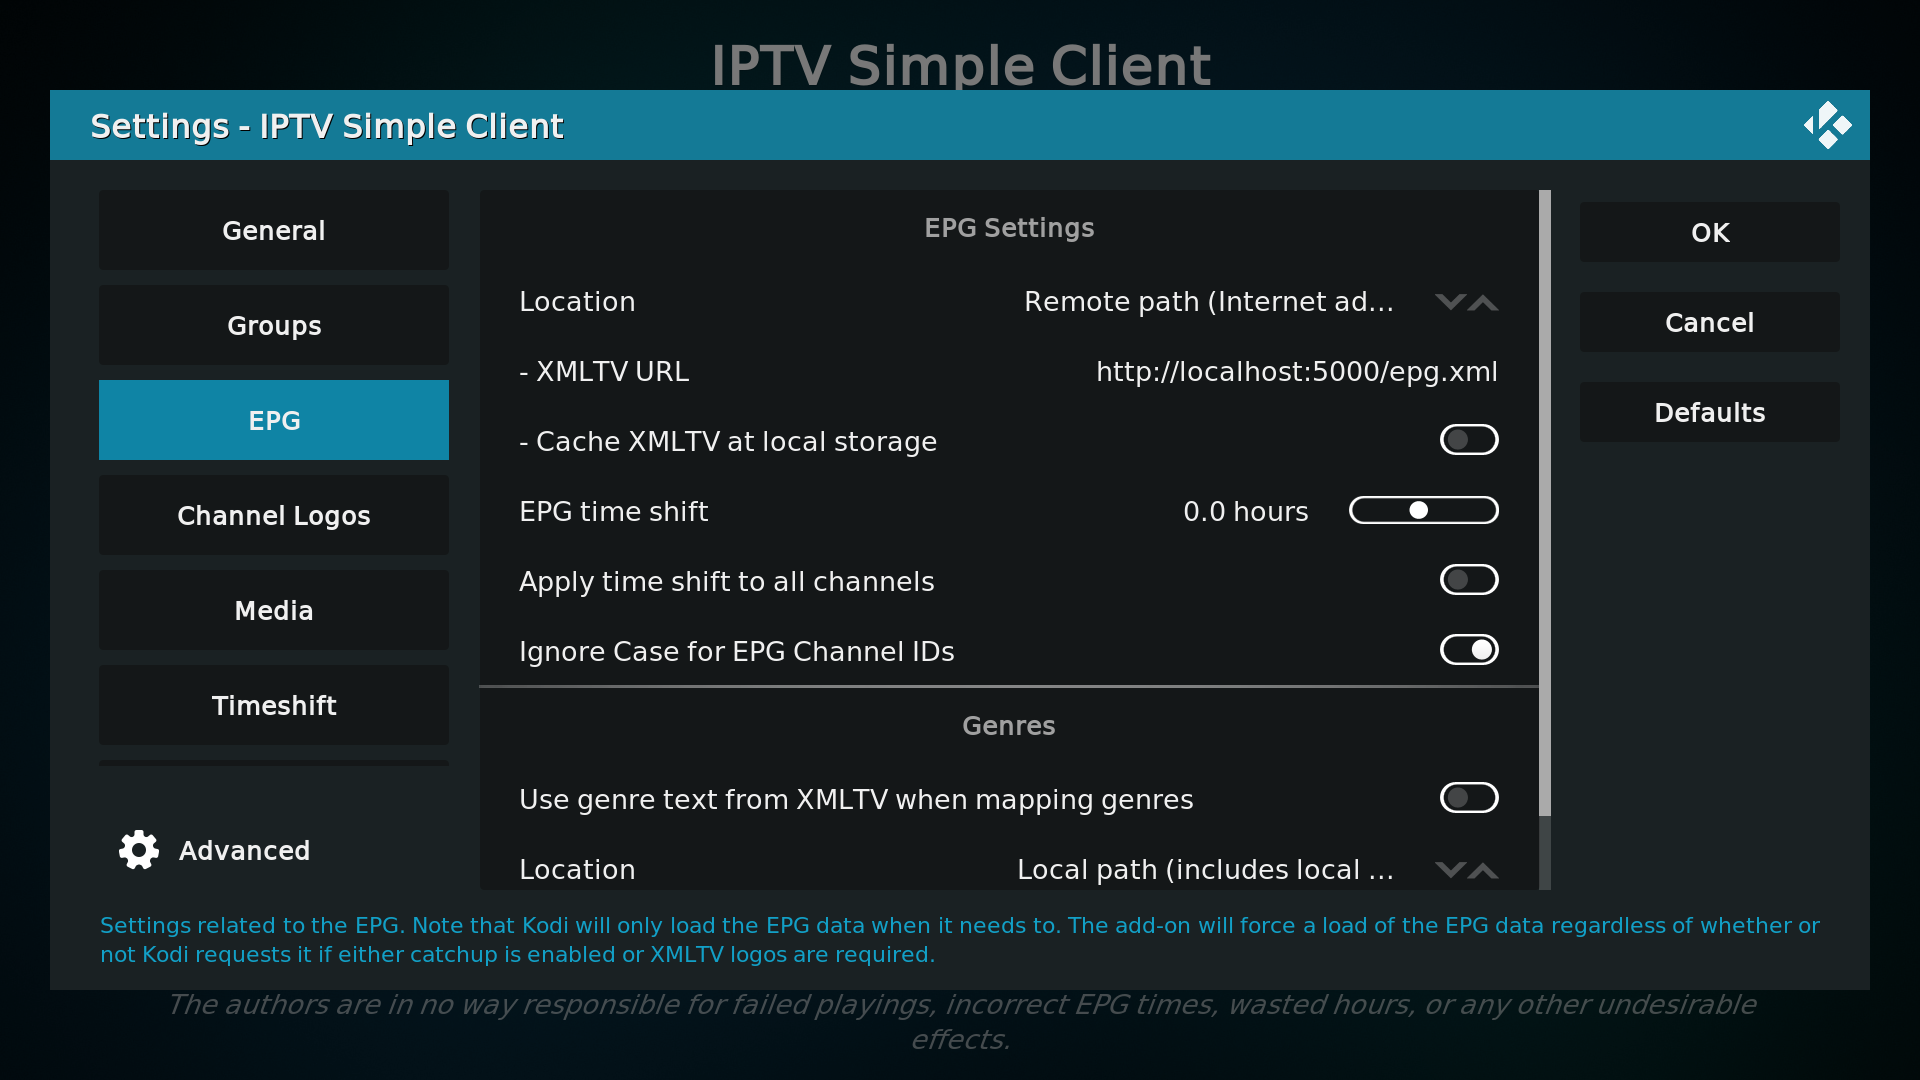 IPTV Simple Client
Settings - IPTV Simple Client
General
Groups
EPG
Channel Logos
Media
Timeshift
Advanced
EPG Settings
Location Remote path (Internet ad...
- XMLTV URL http://localhost:5000/epg.xml
- Cache XMLTV at local storage
EPG time shift 0.0 hours
Apply time shift to all channels
Ignore Case for EPG Channel IDs
Genres
Use genre text from XMLTV when mapping genres
Location Local path (includes local ...
OK
Cancel
Defaults
Settings related to the EPG. Note that Kodi will only load the EPG data when it needs to. The add-on will force a load of the EPG data regardless of whether or
not Kodi requests it if either catchup is enabled or XMLTV logos are required.
The authors are in no way responsible for failed playings, incorrect EPG times, wasted hours, or any other undesirable
effects.